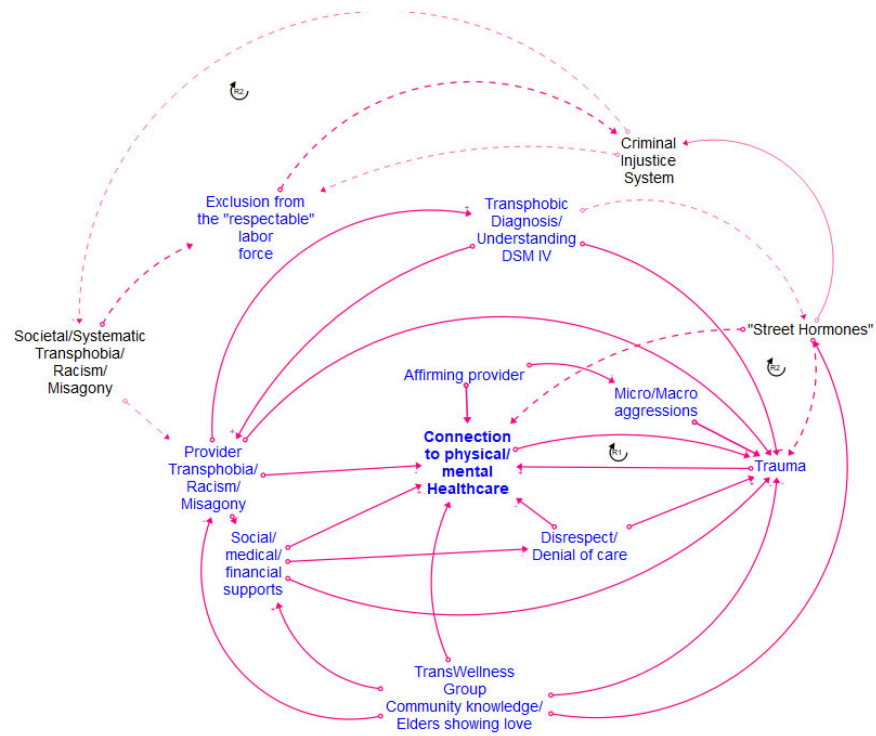 R2
Criminal
Injustice
System
Exclusion from
the "respectable"
labor
force
Transphobic
Diagnosis/
Understanding
DSM IV
Societal/Systematic
Transphobia/
Racism/
Misagony
"Street Hormones"
R2
Affirming provider
Micro/Macro
aggressions
Connection
to physical/
mental
Healthcare
R1
Trauma
Provider
Transphobia/
Racism/
Misagony
Social/
medical/
financial
supports
Disrespect/
Denial of care
TransWellness
Group
Community knowledge/
Elders showing love